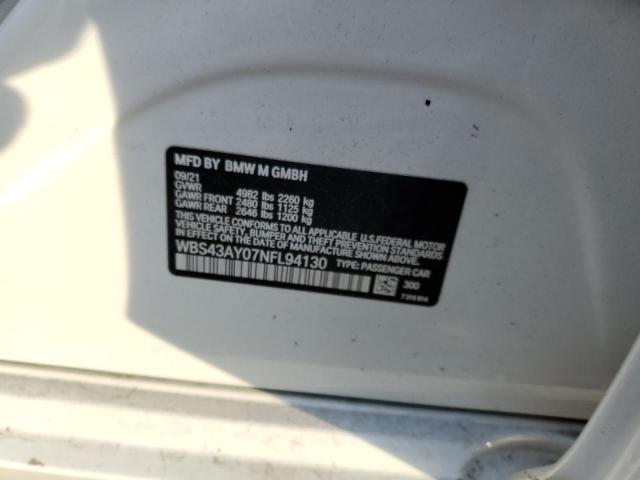 MFD BY BMW M GMBH
09/21
GVWR 4982 lbs 2260 kg
GAWR FRONT 2480 lbs 1125 kg
GAWR REAR 2646 lbs 1200 kg
THIS VEHICLE CONFORMS TO ALL APPLICABLE U.S.FEDERAL MOTOR
VEHICLE SAFETY, BUMPER AND THEFT PREVENTION STANDARDS
IN EFFECT ON THE DATE OF MANUFACTURE SHOWN ABOVE.
WBS43AY07NFL94130 TYPE: PASSENGER CAR
300